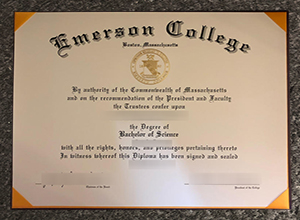 Emerson College
Boston, Massachusetts
By authority of the Commonwealth of Massachusetts
and on the recommendation of the President and Faculty
the Trustees confer upon
the Degree of
Bachelor of Science
with all the rights, honors, and privileges pertaining thereto
In witness whereof this Diploma has been signed and sealed